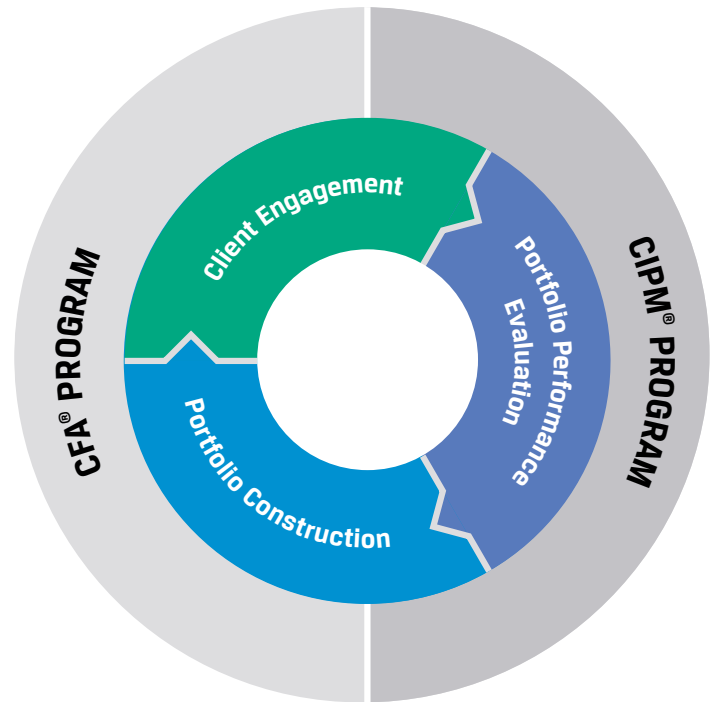 CFA® PROGRAM
Client Engagement
Portfolio Performance
Evaluation
Portfolio Construction
CIPM® PROGRAM